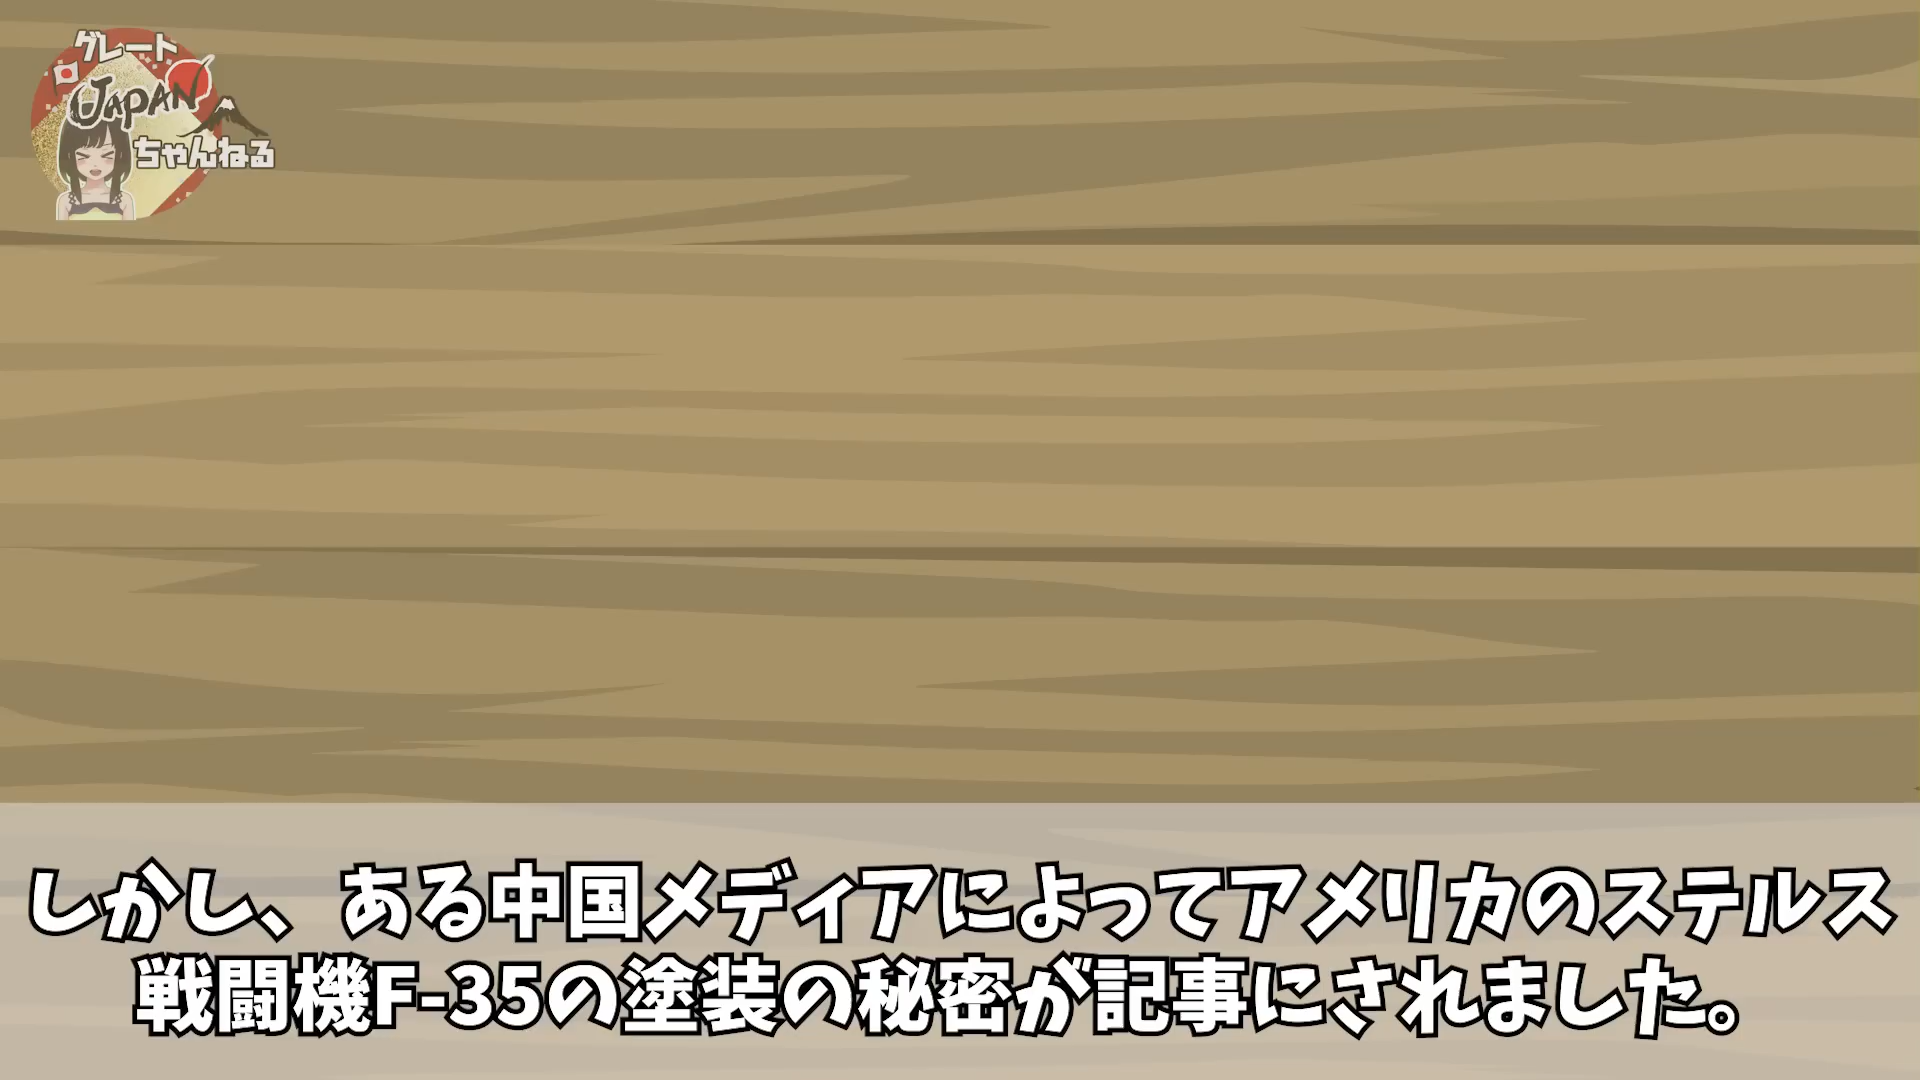 グレート
JAPAN
ちゃんねる
しかし、ある中国メディアによってアメリカのステルス
戦闘機F-35の塗装の秘密が記事にされました。